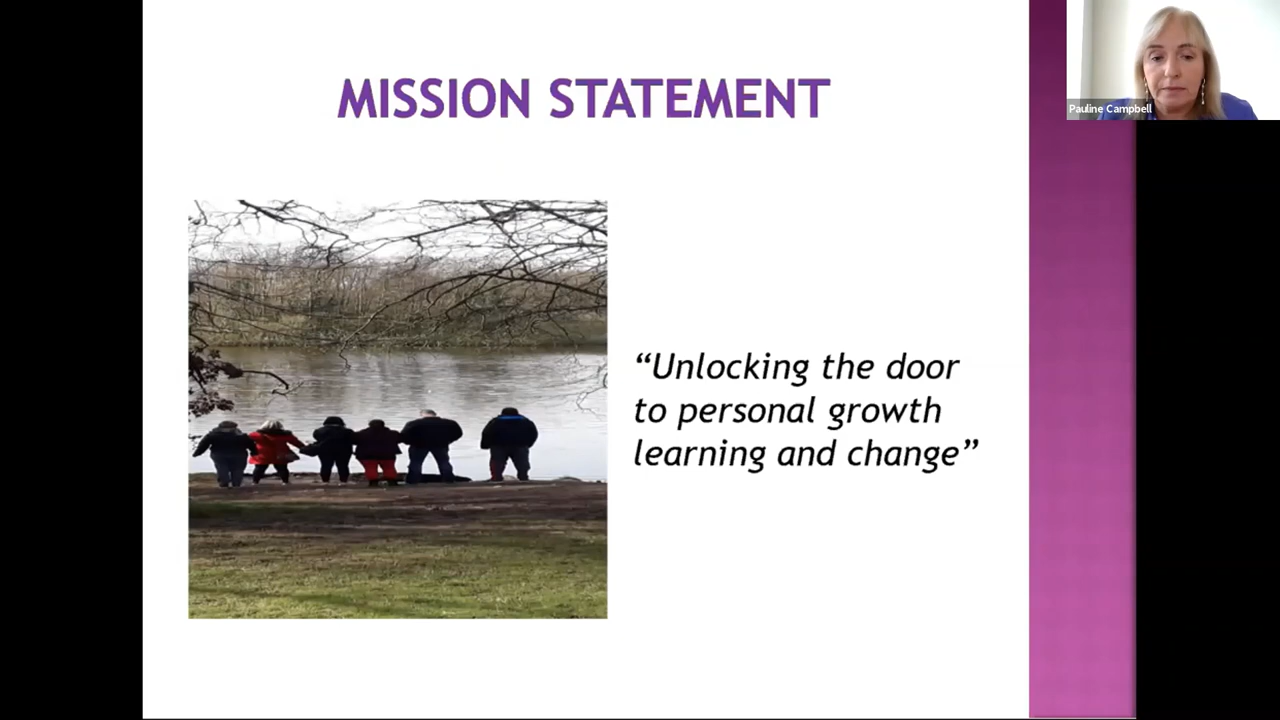 MISSION STATEMENT
Pauline Campbell
“Unlocking the door
to personal growth
learning and change”